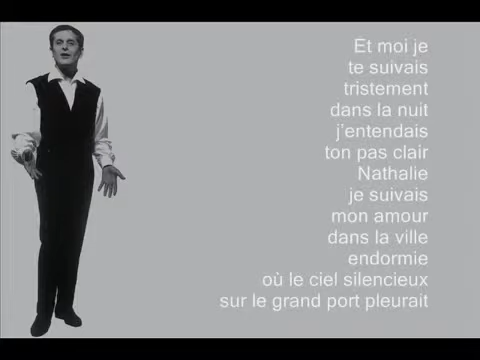 Et moi je
te suivais
tristement
dans la nuit
j'entendais
ton pas clair
Nathalie
je suivais
mon amour
dans la ville
endormie
où le ciel silencieux
sur le grand port pleurait